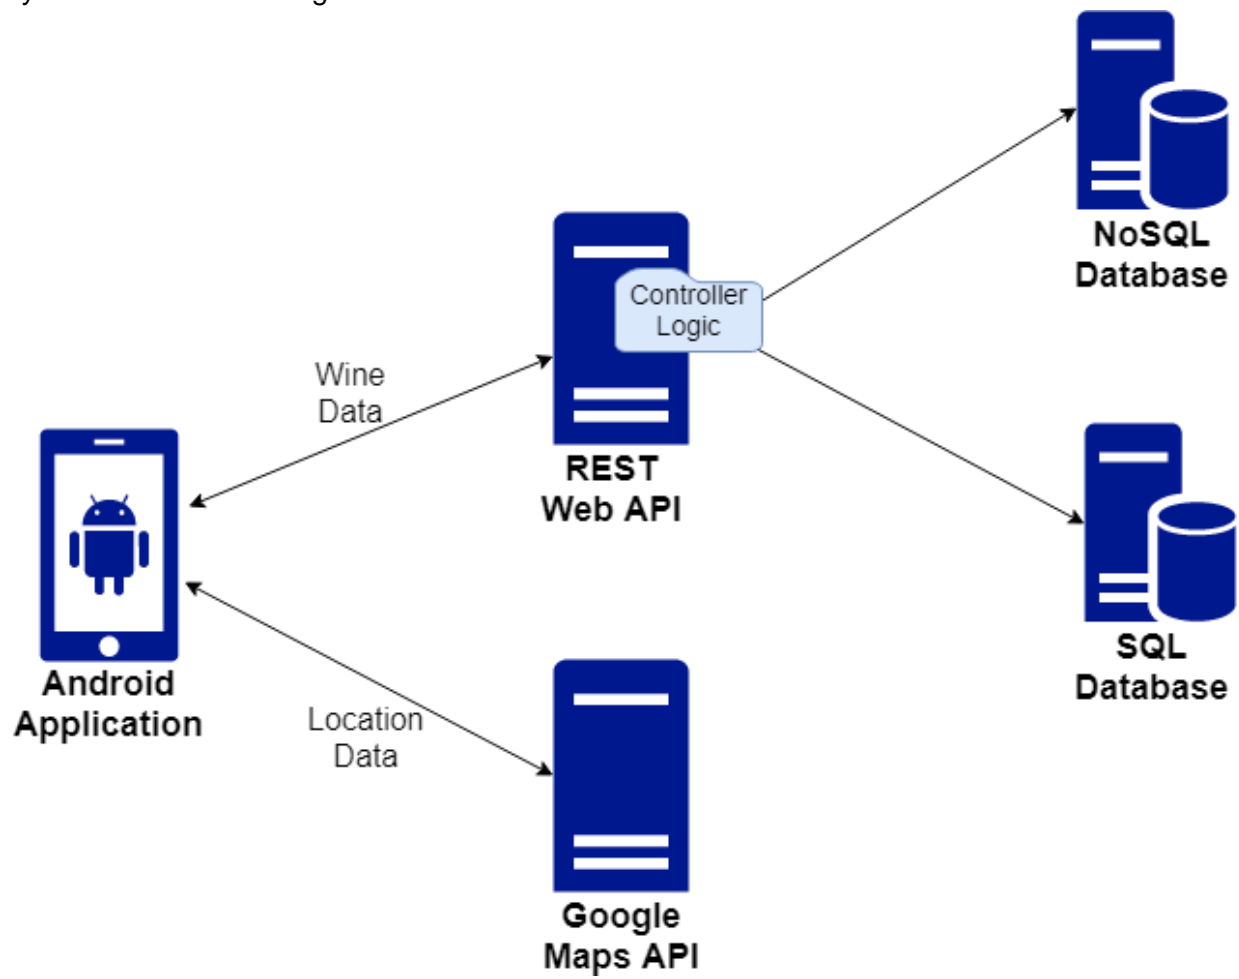 NoSQL
Database
Controller
Logic
Wine
Data
REST
Web API
SQL
Database
Android
Application
Location
Data
Google
Maps API